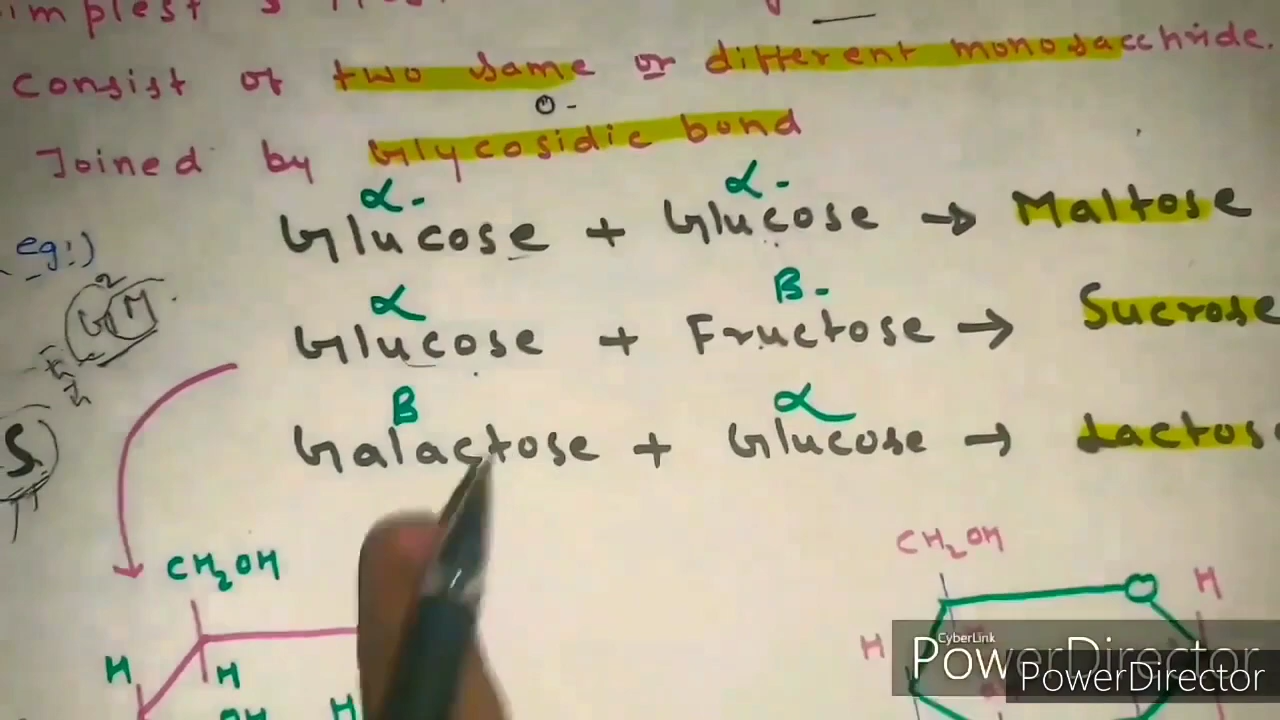 consist of two same or different monosacchride.
Joined by Glycosidic bond
α- α-
eg:) Glucose + Glucose → Maltose
α B-
Glucose + Fructose → Sucrose
B α
Galactose + Glucose → Lactos
S
CH2OH
CH2OH
H
H
H H
H
CyberLink
PowerDirector
PowerDirector